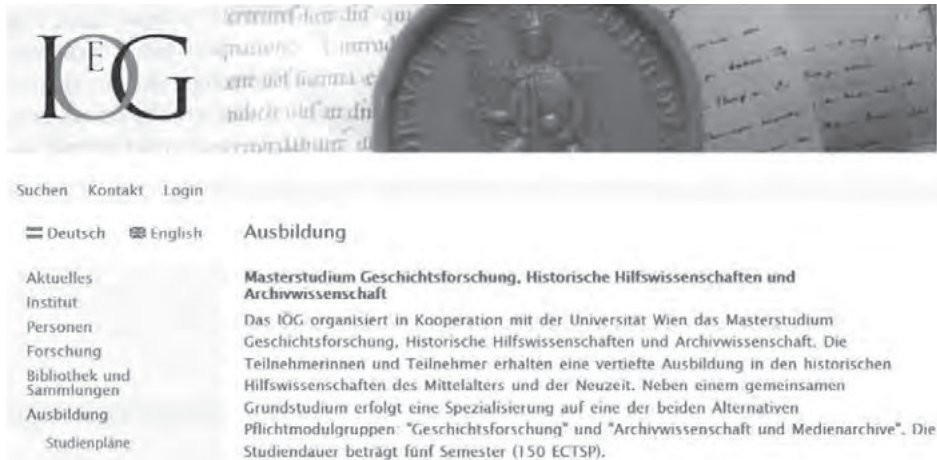 IEOG
Suchen Kontakt Login
Deutsch English
Aktuelles
Institut
Personen
Forschung
Bibliothek und
Sammlungen
Ausbildung
Studienpläne
Ausbildung
Masterstudium Geschichtsforschung, Historische Hilfswissenschaften und
Archivwissenschaft
Das IÖG organisiert in Kooperation mit der Universität Wien das Masterstudium
Geschichtsforschung, Historische Hilfswissenschaften und Archivwissenschaft. Die
Teilnehmerinnen und Teilnehmer erhalten eine vertiefte Ausbildung in den historischen
Hilfswissenschaften des Mittelalters und der Neuzeit. Neben einem gemeinsamen
Grundstudium erfolgt eine Spezialisierung auf eine der beiden Alternativen
Pflichtmodulgruppen: "Geschichtsforschung" und "Archivwissenschaft und Medienarchive". Die
Studiendauer beträgt fünf Semester (150 ECTSP).